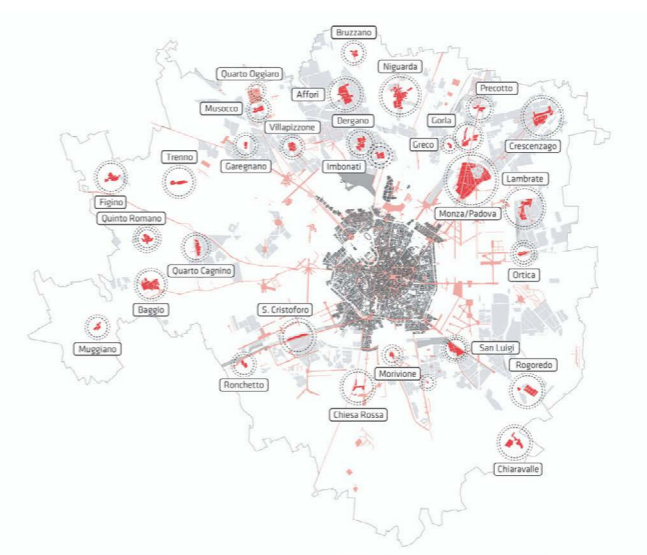 Bruzzano
Niguarda
Quarto Oggiaro
Affori
Precotto
Musocco
Dergano
Gorla
Villapizzone
Crescenzago
Greco
Trenno
Garegnano
Imbonati
Lambrate
Figino
Monza/Padova
Quinto Romano
Quarto Cagnino
Ortica
Baggio
S. Cristoforo
Muggiano
San Luigi
Rogoredo
Morivione
Ronchetto
Chiesa Rossa
Chiaravalle